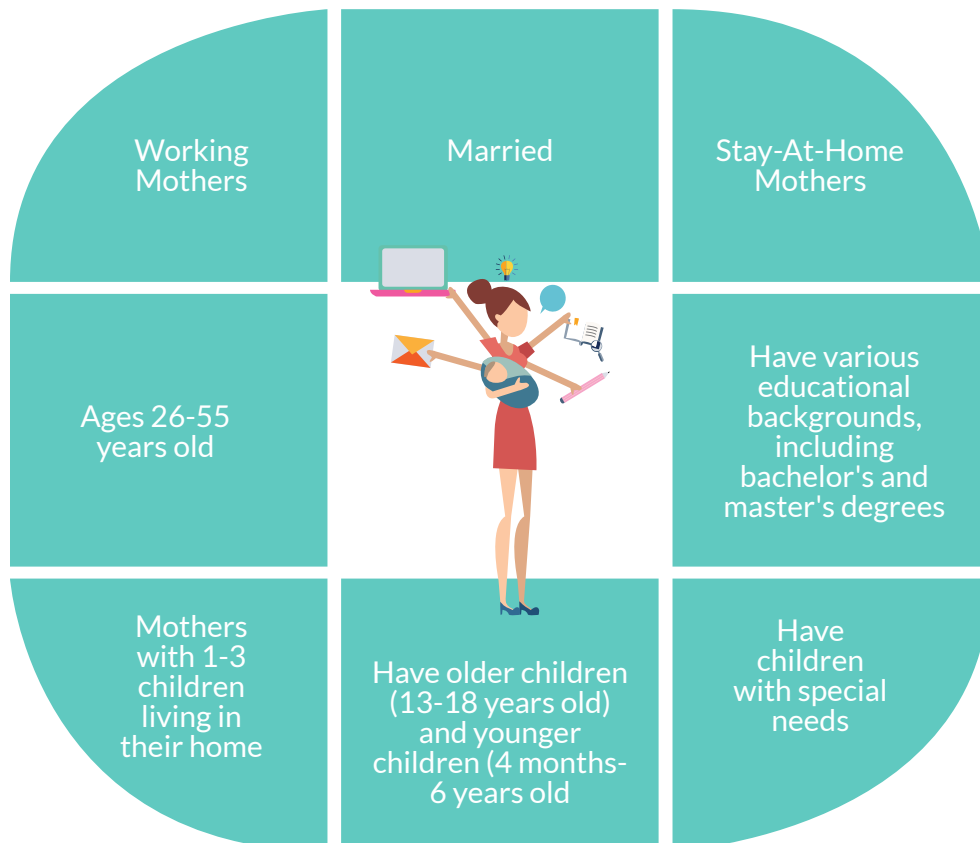 Working
Mothers
Married
Stay-At-Home
Mothers
Ages 26-55
years old
Have various
educational
backgrounds,
including
bachelor's and
master's degrees
Mothers
with 1-3
children
living in
their home
Have older children
(13-18 years old)
and younger
children (4 months-
6 years old
Have
children
with special
needs